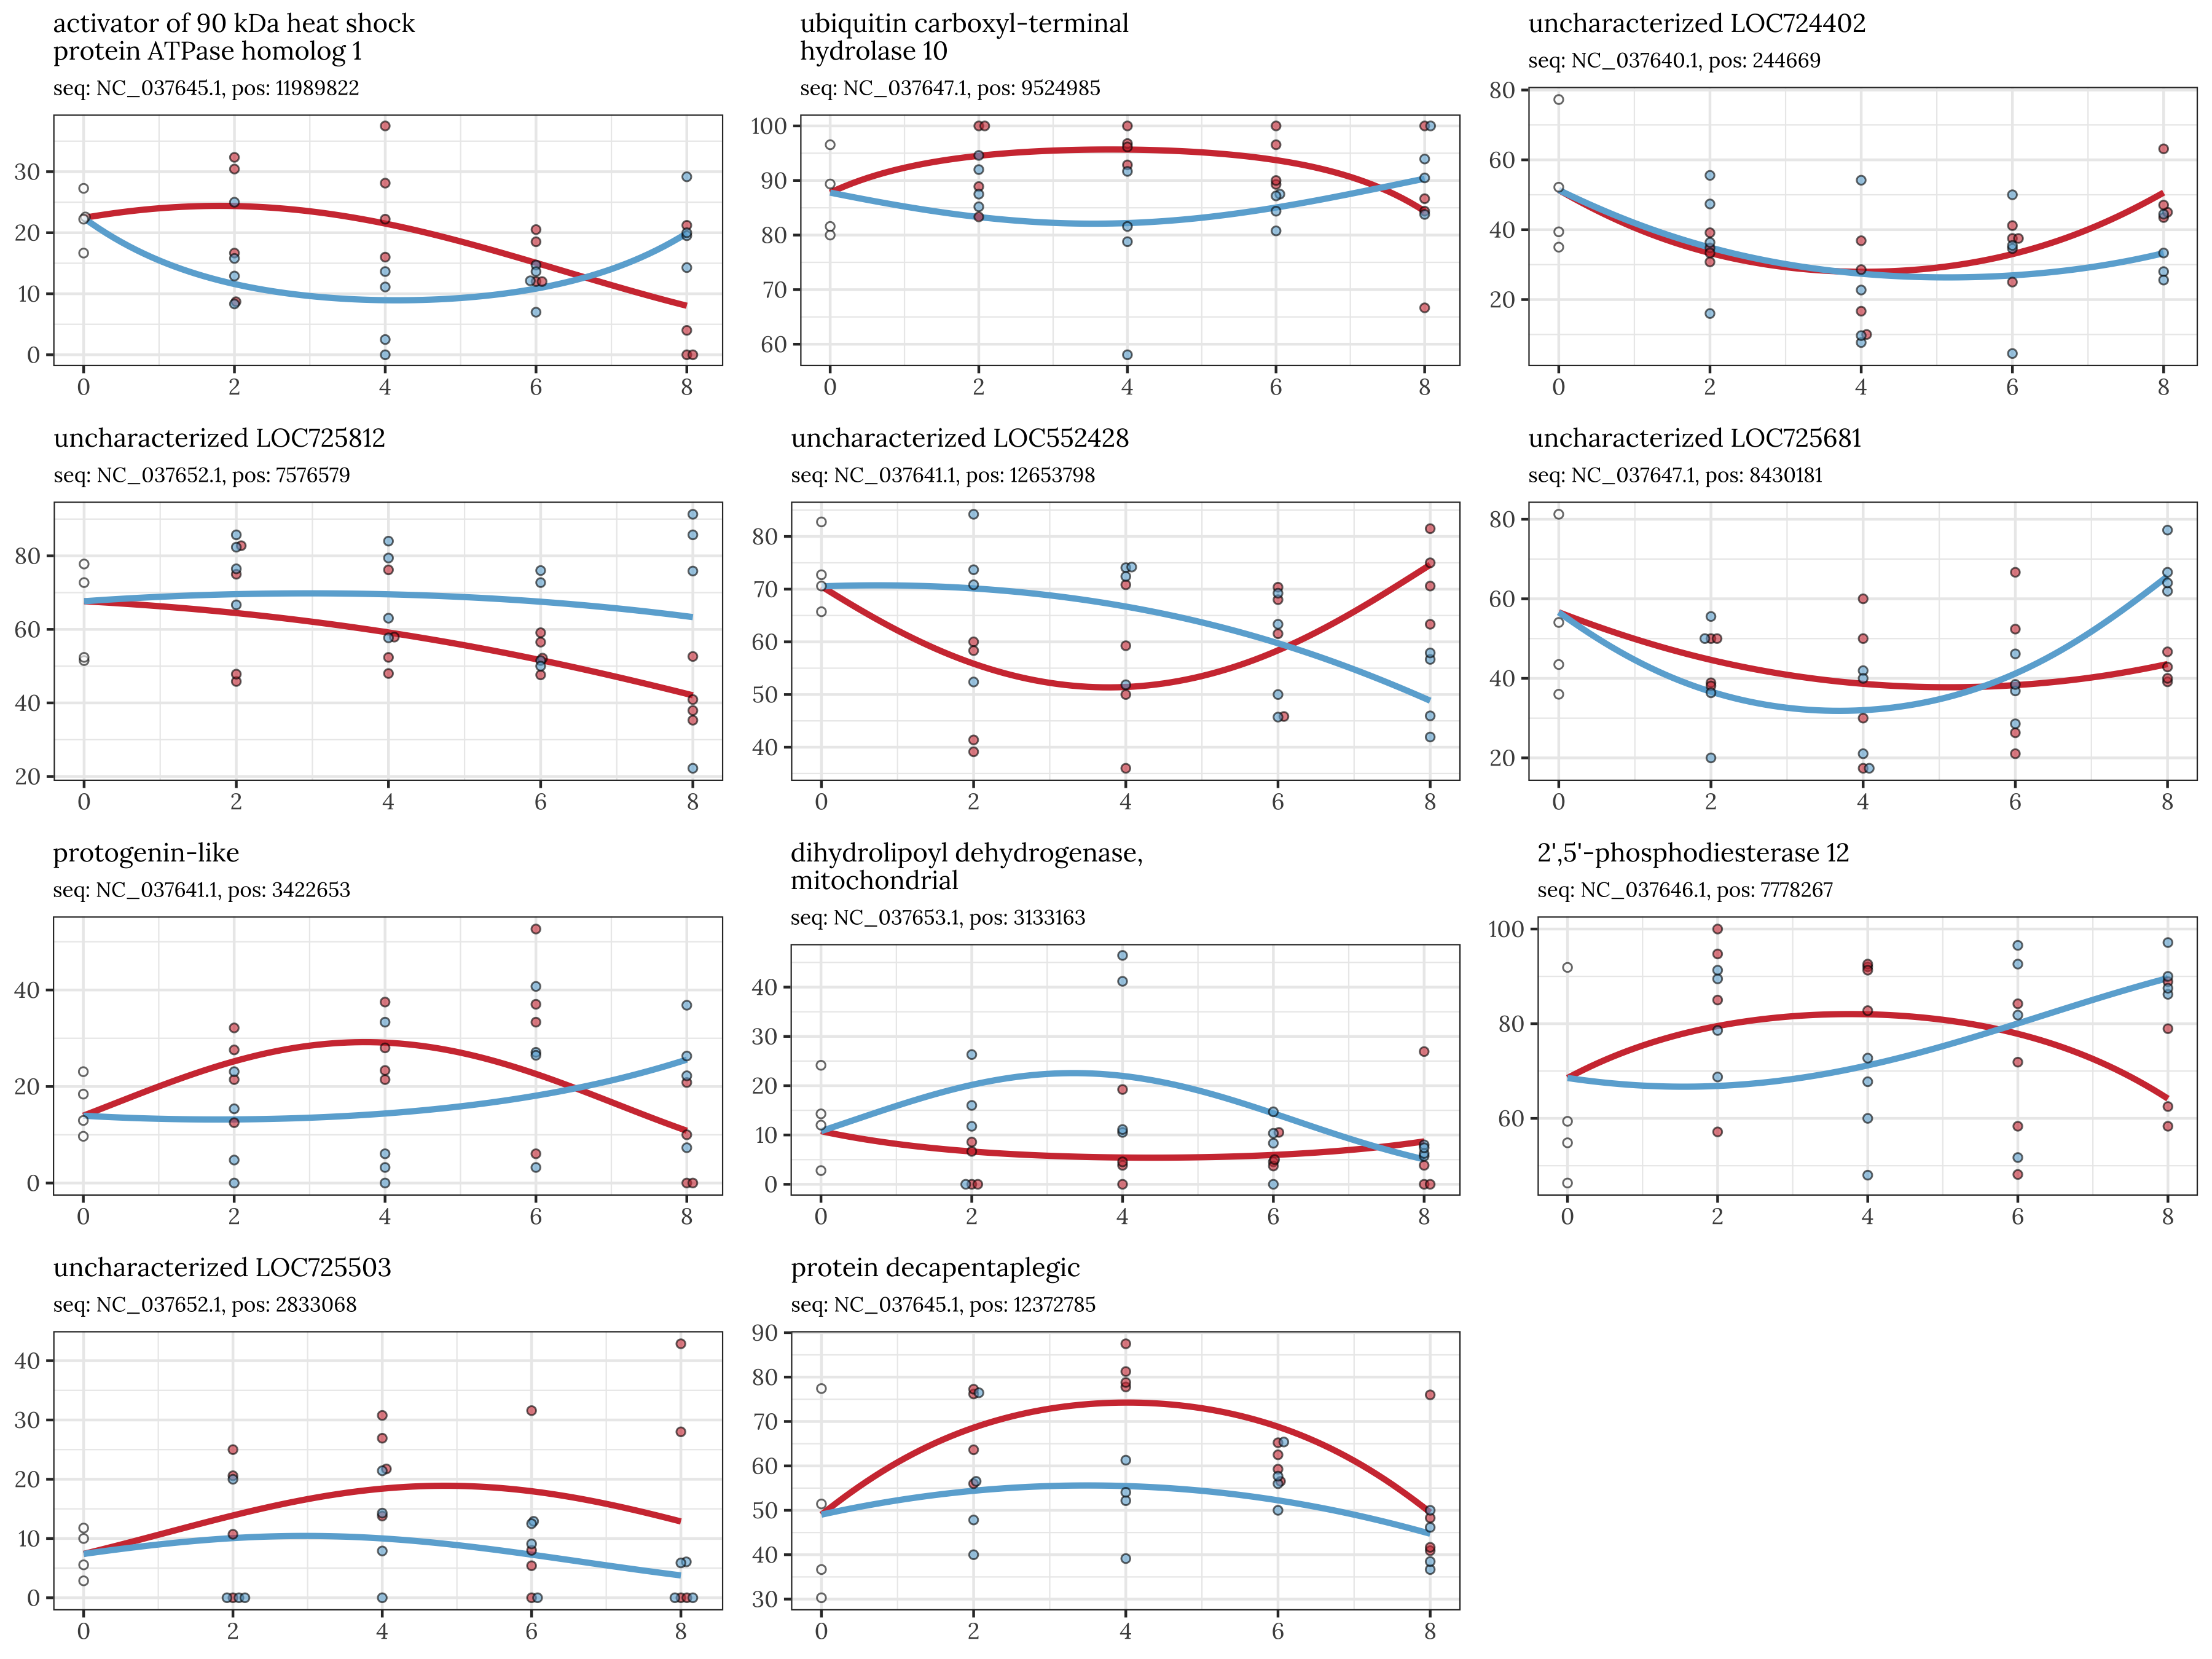 activator of 90 kDa heat shock
protein ATPase homolog 1
seq: NC_037645.1, pos: 11989822
30
20
10
0
0 2 4 6 8
ubiquitin carboxyl-terminal
hydrolase 10
seq: NC_037647.1, pos: 9524985
100
90
80
70
60
0 2 4 6 8
uncharacterized LOC724402
seq: NC_037640.1, pos: 244669
80
60
40
20
0 2 4 6 8
uncharacterized LOC725812
seq: NC_037652.1, pos: 7576579
80
60
40
20
0 2 4 6 8
uncharacterized LOC552428
seq: NC_037641.1, pos: 12653798
80
70
60
50
40
0 2 4 6 8
uncharacterized LOC725681
seq: NC_037647.1, pos: 8430181
80
60
40
20
0 2 4 6 8
protogenin-like
seq: NC_037641.1, pos: 3422653
40
20
0
0 2 4 6 8
dihydrolipoyl dehydrogenase,
mitochondrial
seq: NC_037653.1, pos: 3133163
40
30
20
10
0
0 2 4 6 8
2',5'-phosphodiesterase 12
seq: NC_037646.1, pos: 7778267
100
80
60
0 2 4 6 8
uncharacterized LOC725503
seq: NC_037652.1, pos: 2833068
40
30
20
10
0
0 2 4 6 8
protein decapentaplegic
seq: NC_037645.1, pos: 12372785
90
80
70
60
50
40
30
0 2 4 6 8